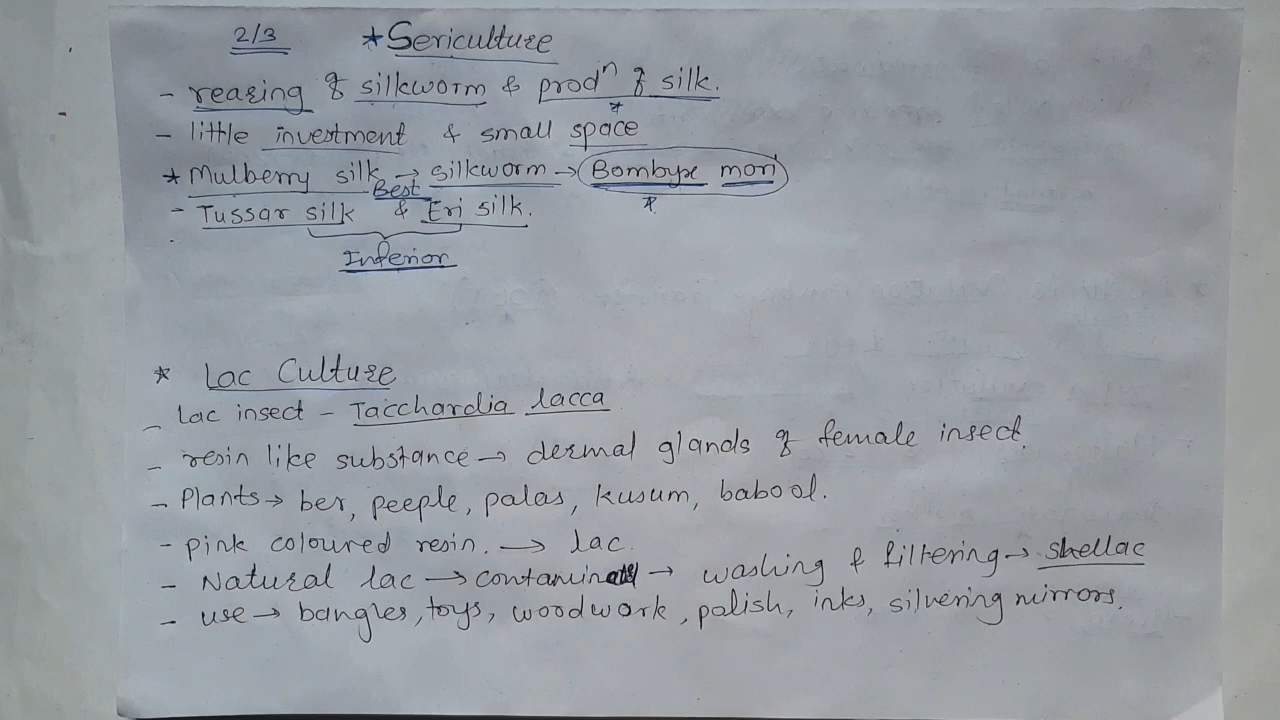 2/3 * Sericulture
- rearing of silkworm & prodⁿ of silk.
*
- little investment & small space
* Mulberry silk → silkworm → Bombyx mori
Best *
- Tussar silk & Eri silk.
Inferior
* Lac Culture
- Lac insect - Tacchardia lacca
- resin like substance → dermal glands of female insect.
- Plants → ber, peeple, palas, kusum, babool.
- pink coloured resin. → lac.
- Natural lac → contaminated → washing & filtering → shellac
- use → bangles, toys, woodwork, polish, inks, silvering mirrors.